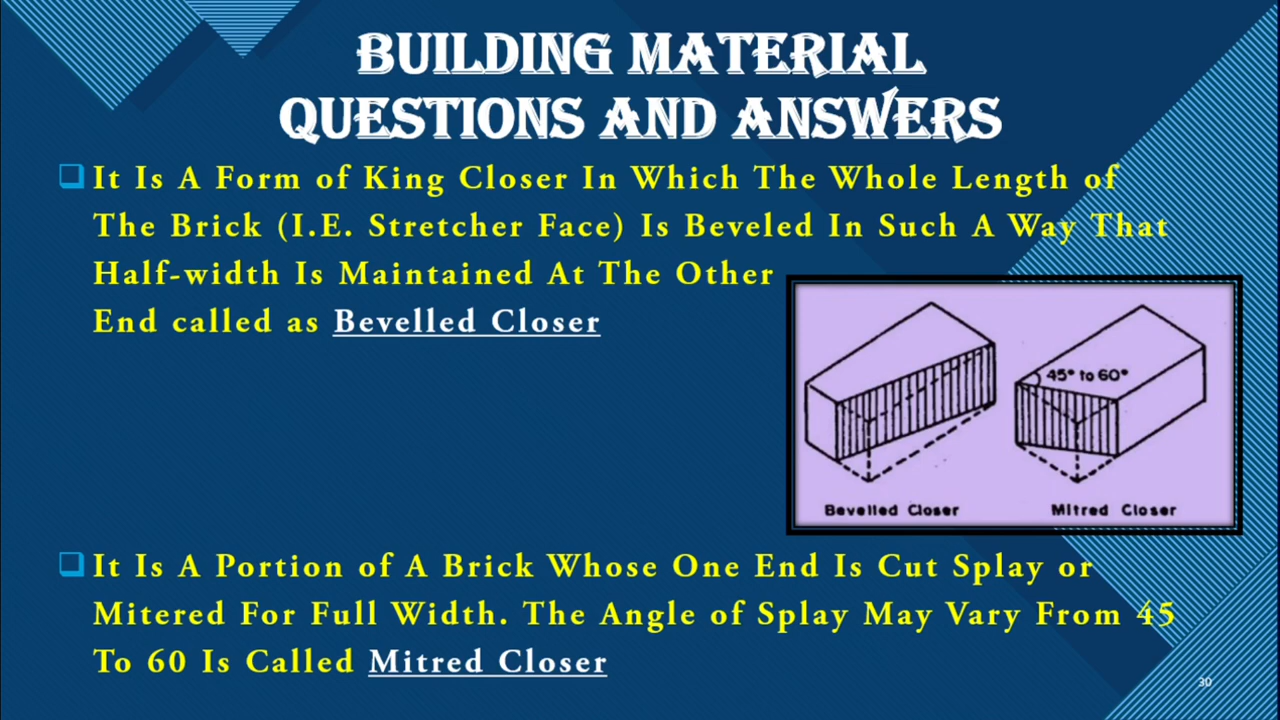 BUILDING MATERIAL
QUESTIONS AND ANSWERS
It Is A Form of King Closer In Which The Whole Length of
The Brick (I.E. Stretcher Face) Is Beveled In Such A Way That
Half-width Is Maintained At The Other
End called as Bevelled Closer
45° to 60°
Bevelled Closer
Mitred Closer
It Is A Portion of A Brick Whose One End Is Cut Splay or
Mitered For Full Width. The Angle of Splay May Vary From 45
To 60 Is Called Mitred Closer
30